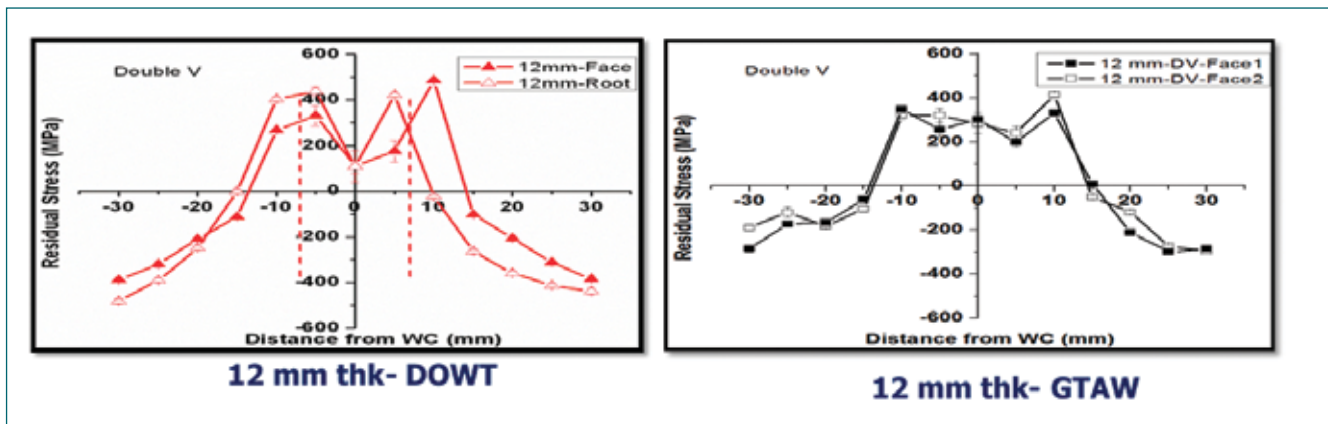 Double V
12mm-Face
12mm-Root
600
400
200
0
-200
-400
-600
-30 -20 -10 0 10 20 30
Residual Stress (MPa)
Distance from WC (mm)
12 mm thk- DOWT
Double V
12 mm-DV-Face1
12 mm-DV-Face2
600
400
200
0
-200
-400
-600
-30 -20 -10 0 10 20 30
Residual Stress (MPa)
Distance from WC (mm)
12 mm thk- GTAW